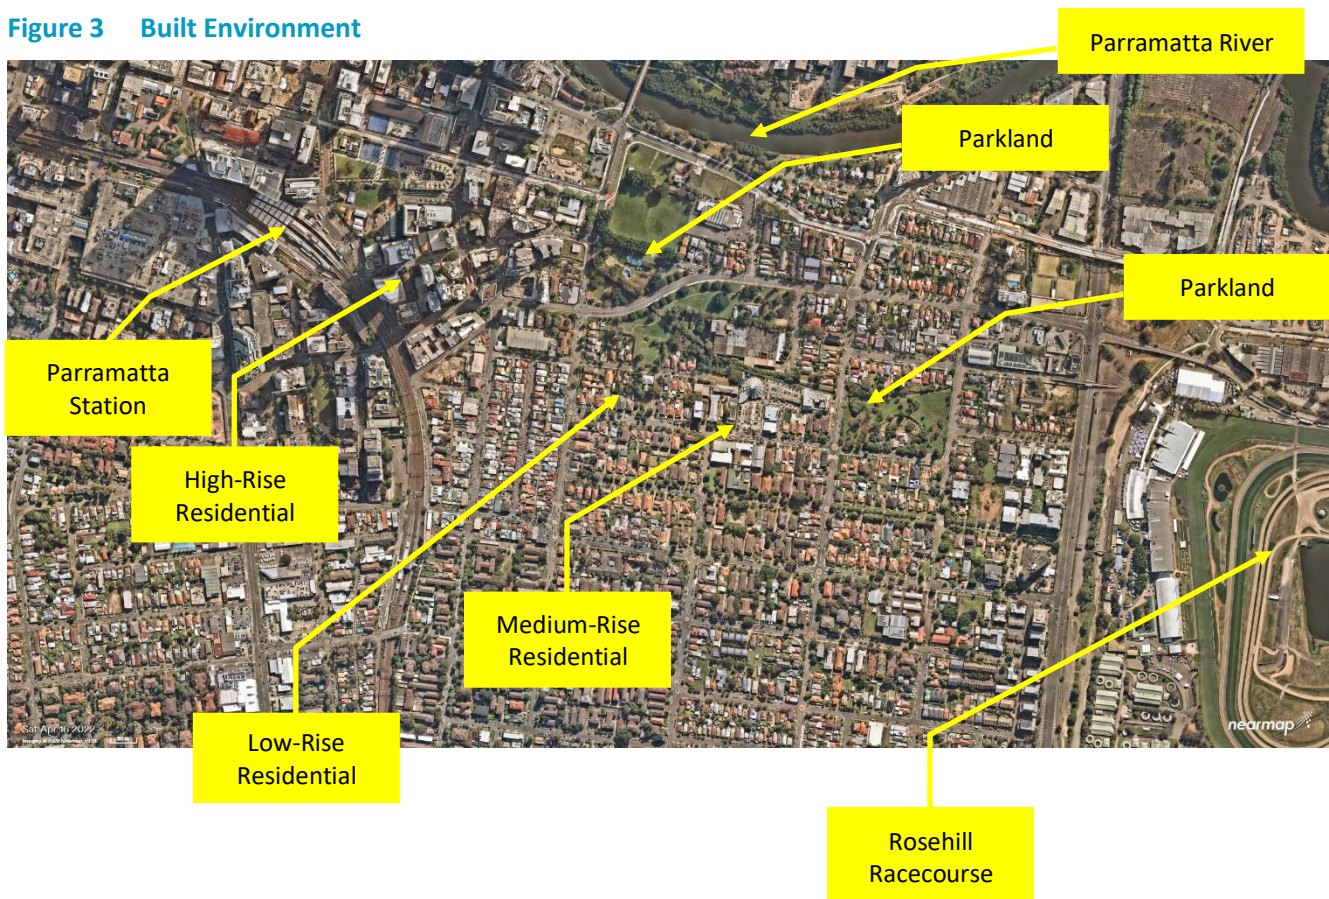 Figure 3 Built Environment
Parramatta River
Parkland
Parkland
Parramatta
Station
High-Rise
Residential
Medium-Rise
Residential
Low-Rise
Residential
Rosehill
Racecourse
Sat Apr 16 2022
nearmap